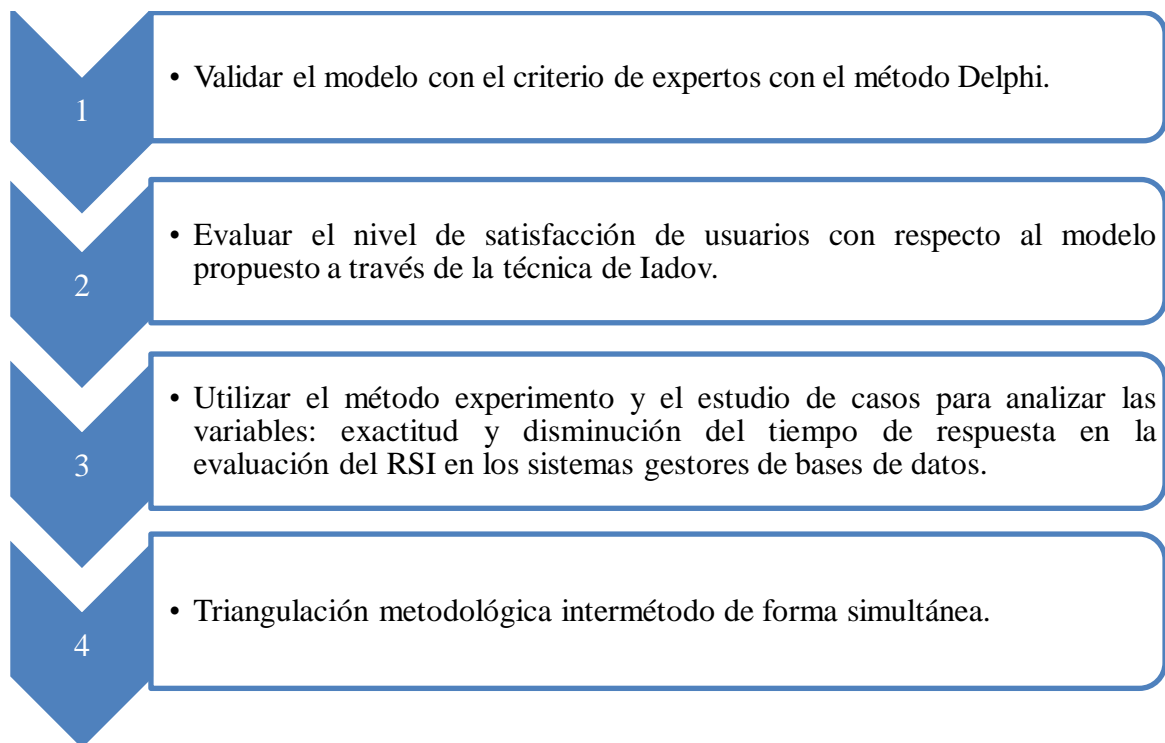 1
• Validar el modelo con el criterio de expertos con el método Delphi.
2
• Evaluar el nivel de satisfacción de usuarios con respecto al modelo
propuesto a través de la técnica de Iadov.
3
• Utilizar el método experimento y el estudio de casos para analizar las
variables: exactitud y disminución del tiempo de respuesta en la
evaluación del RSI en los sistemas gestores de bases de datos.
4
• Triangulación metodológica intermétodo de forma simultánea.